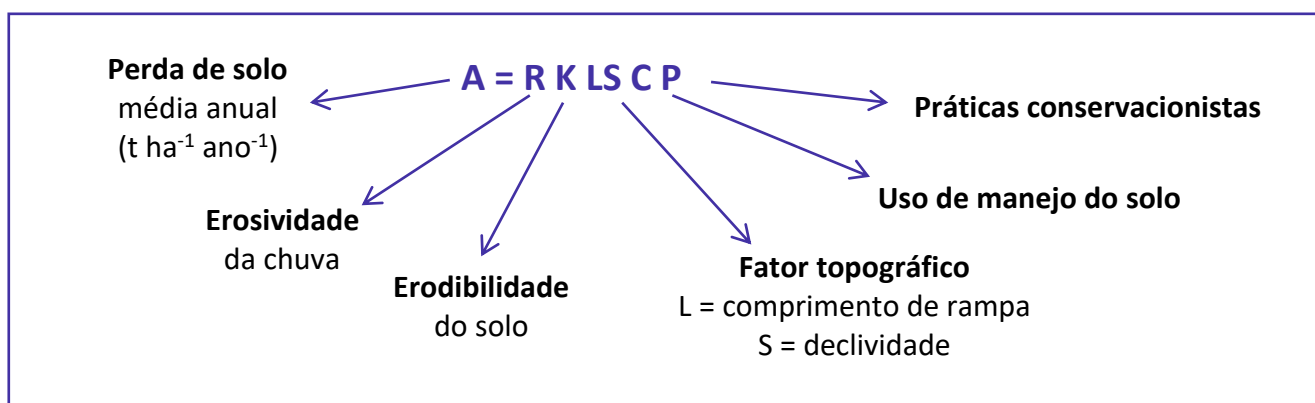 A = R K LS C P
Perda de solo
média anual
(t ha⁻¹ ano⁻¹)
Erosividade
da chuva
Erodibilidade
do solo
Fator topográfico
L = comprimento de rampa
S = declividade
Uso de manejo do solo
Práticas conservacionistas